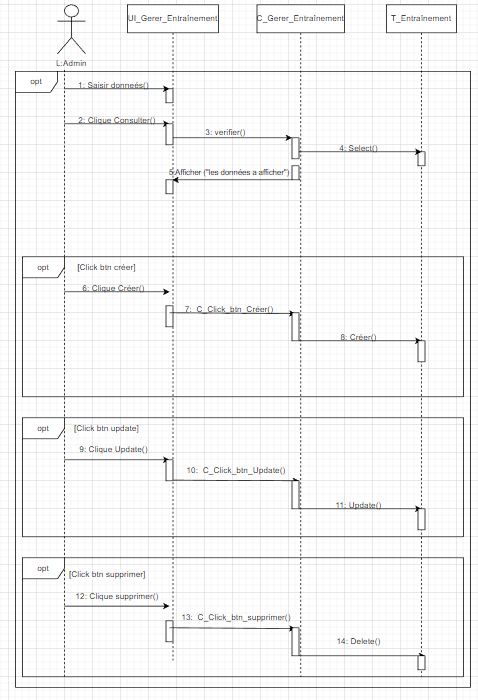 UI_Gerer_Entraînement
C_Gerer_Entraînement
T_Entraînement
L:Admin
opt
1: Saisir donneés()
2: Clique Consulter()
3: verifier()
4: Select()
5:Afficher ("les données a afficher")
opt
[Click btn créer]
6: Clique Créer()
7: C_Click_btn_Créer()
8: Créer()
opt
[Click btn update]
9: Clique Update()
10: C_Click_btn_Update()
11: Update()
opt
[Click btn supprimer]
12: Clique supprimer()
13: C_Click_btn_supprimer()
14: Delete()